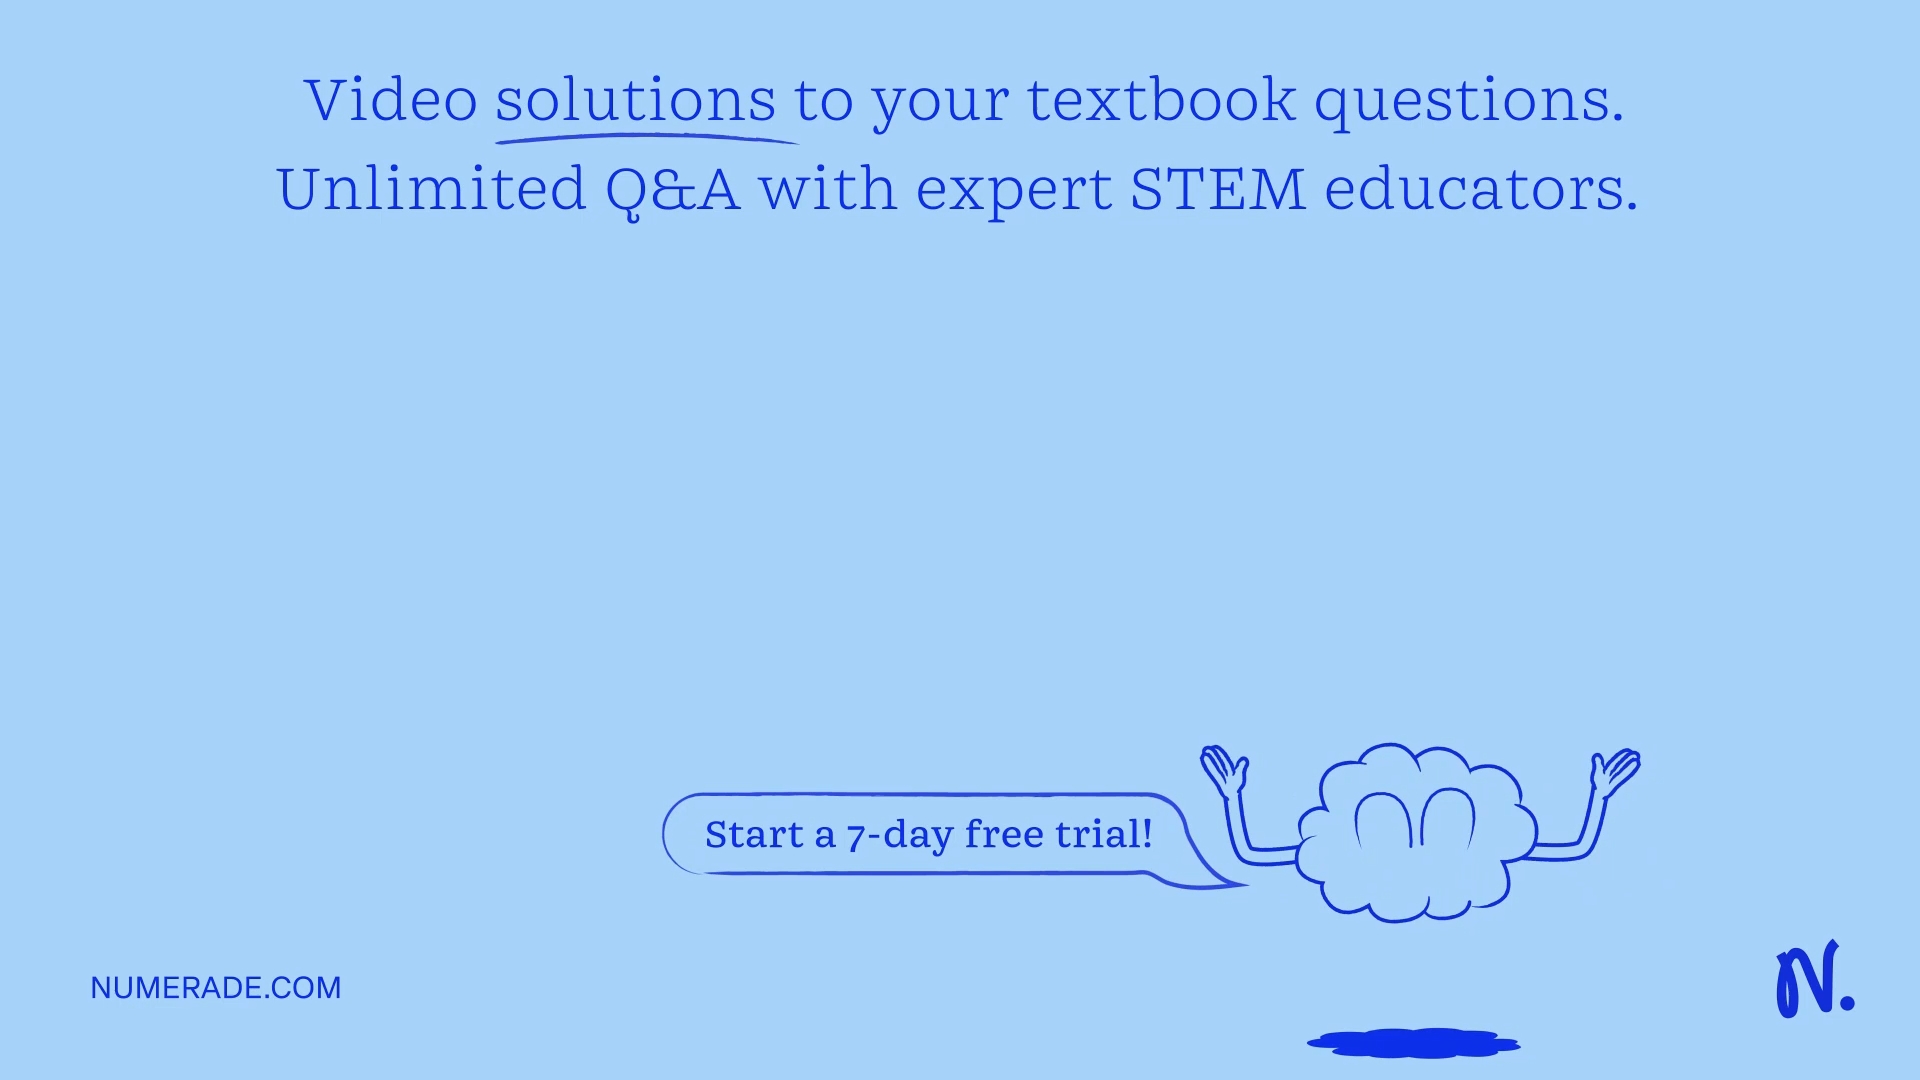 Video solutions to your textbook questions.
Unlimited Q&A with expert STEM educators.
Start a 7-day free trial!
NUMERADE.COM
N.